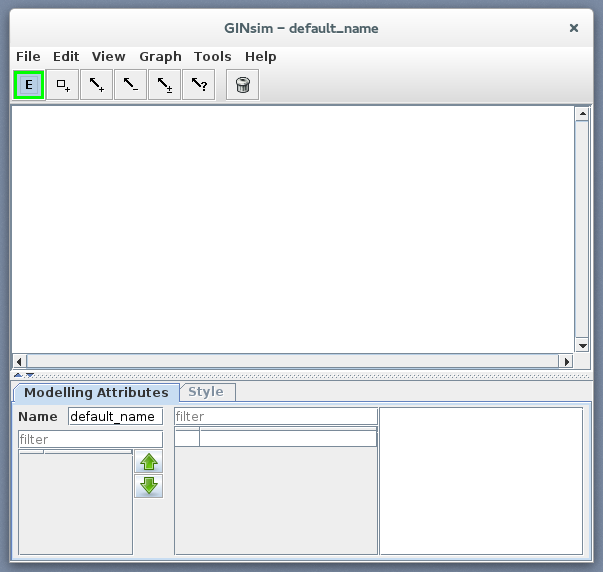 GINsim – default_name
File Edit View Graph Tools Help
E + + - ± ?
Modelling Attributes Style
Name default_name filter
filter